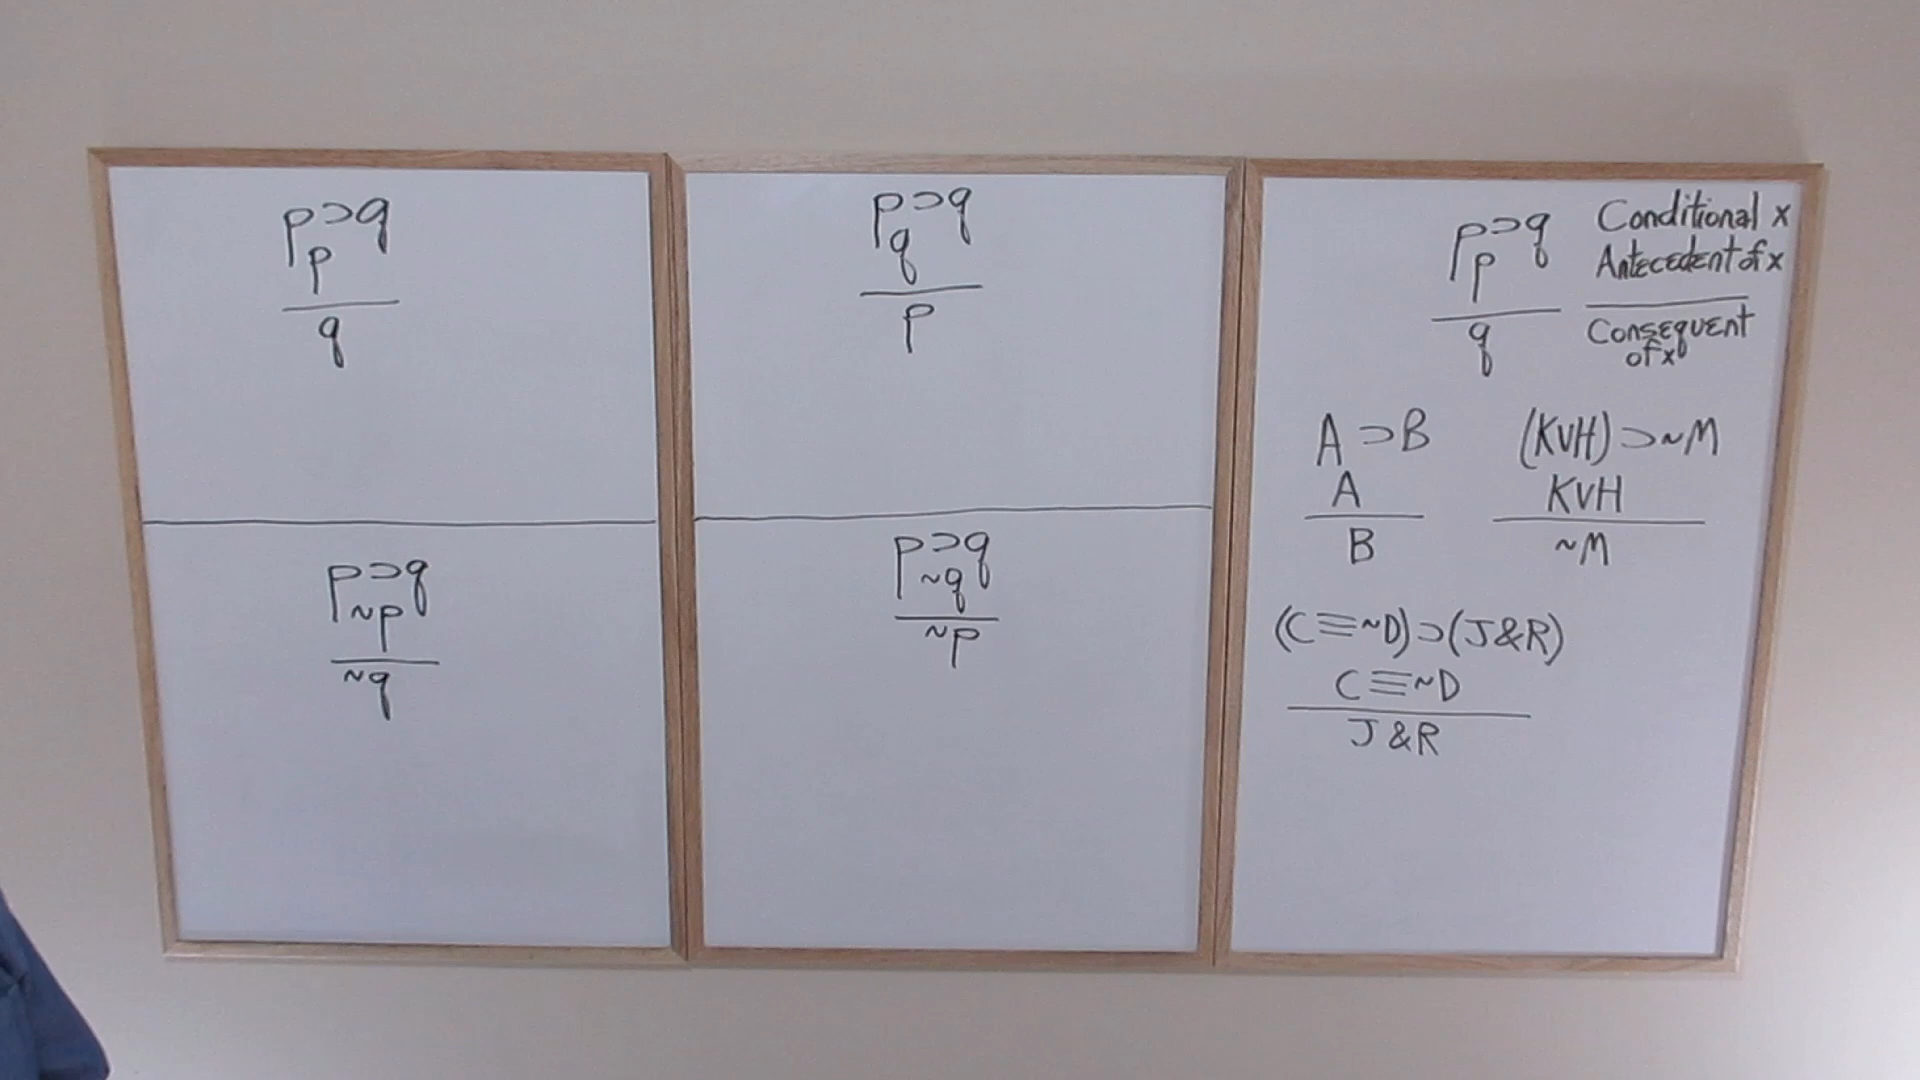 p⊃q
p
q
p⊃q
~p
~q
p⊃q
q
p
p⊃q
~q
~p
p⊃q
p
q
Conditional x
Antecedent of x
Consequent
of x
A⊃B
A
B
(KvH)⊃~M
KvH
~M
(C≡~D)⊃(J&R)
C≡~D
J&R